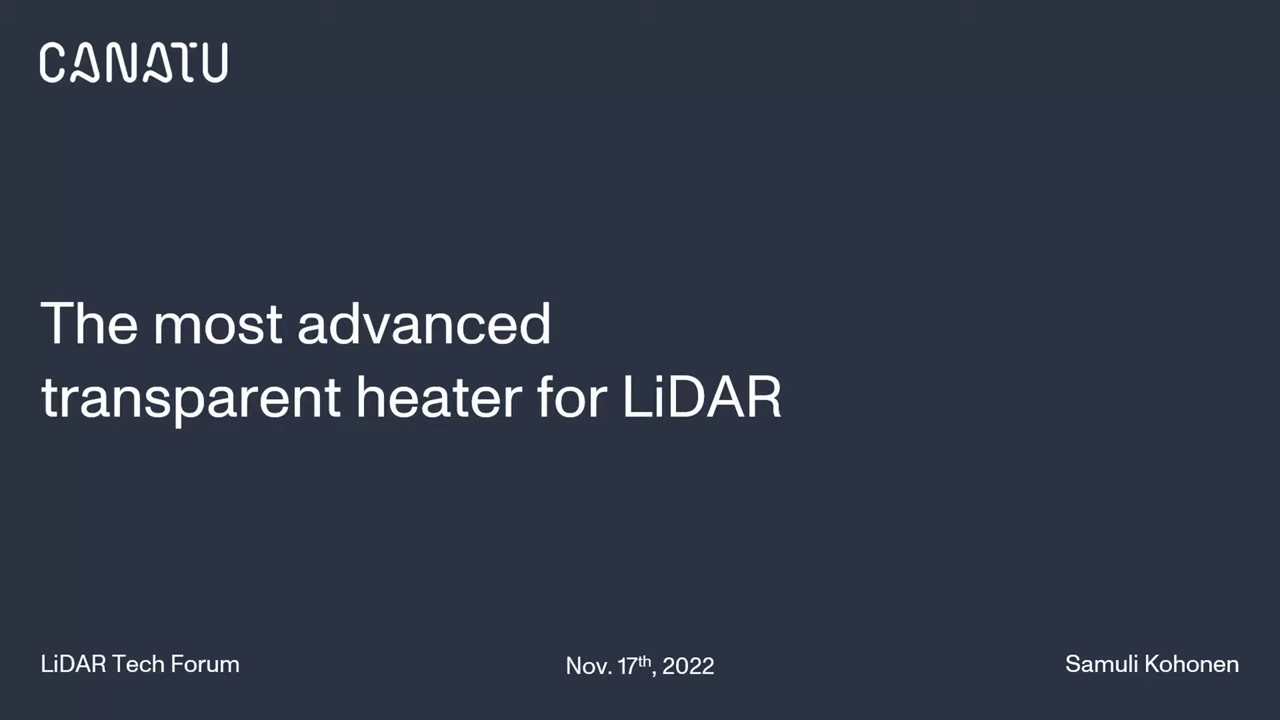 CANATU
The most advanced
transparent heater for LiDAR
LiDAR Tech Forum
Nov. 17th, 2022
Samuli Kohonen